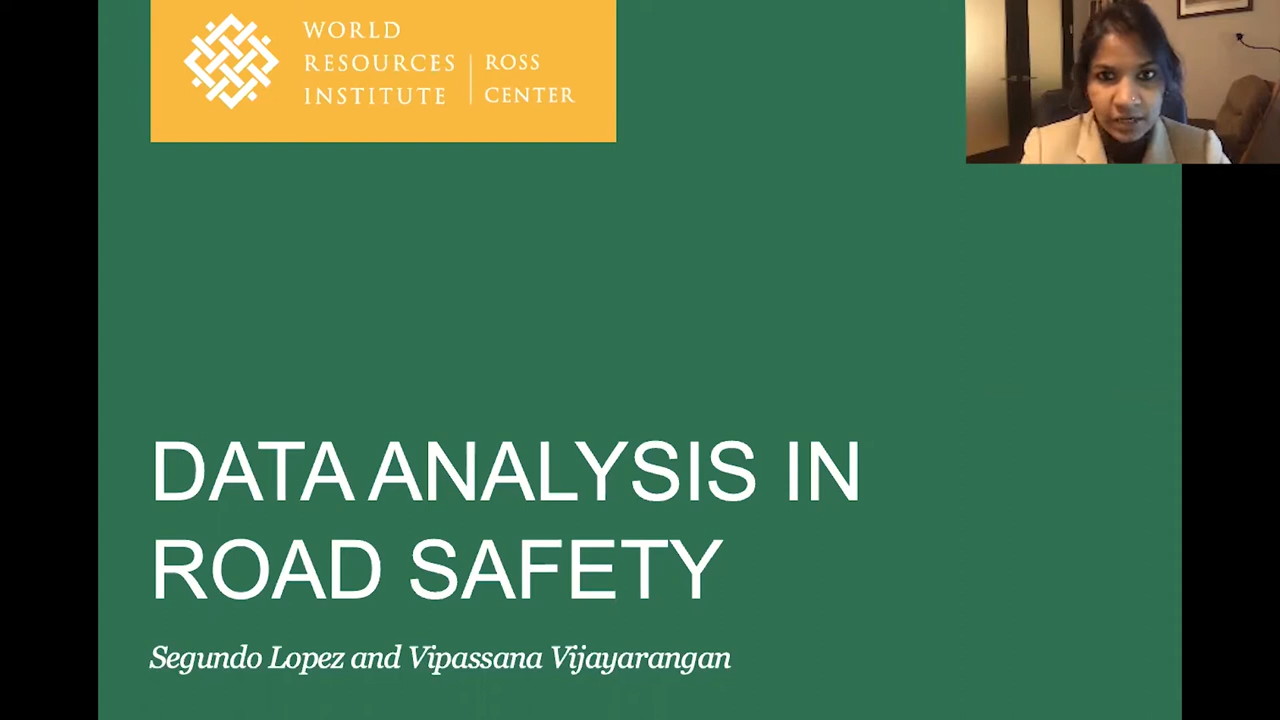 WORLD
RESOURCES
INSTITUTE
ROSS
CENTER
DATA ANALYSIS IN
ROAD SAFETY
Segundo Lopez and Vipassana Vijayarangan